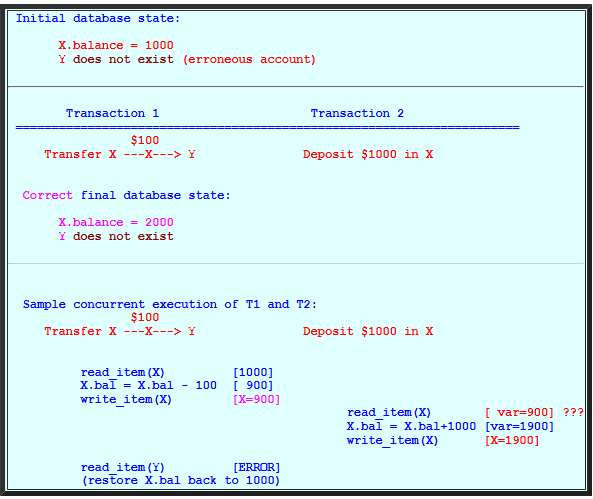 Initial database state:
X.balance = 1000
Y does not exist (erroneous account)
Transaction 1 Transaction 2
======================================================================
$100
Transfer X ---X---> Y Deposit $1000 in X
Correct final database state:
X.balance = 2000
Y does not exist
Sample concurrent execution of T1 and T2:
$100
Transfer X ---X---> Y Deposit $1000 in X
read_item(X) [1000]
X.bal = X.bal - 100 [ 900]
write_item(X) [X=900]
read_item(X) [ var=900] ???
X.bal = X.bal+1000 [var=1900]
write_item(X) [X=1900]
read_item(Y) [ERROR]
(restore X.bal back to 1000)